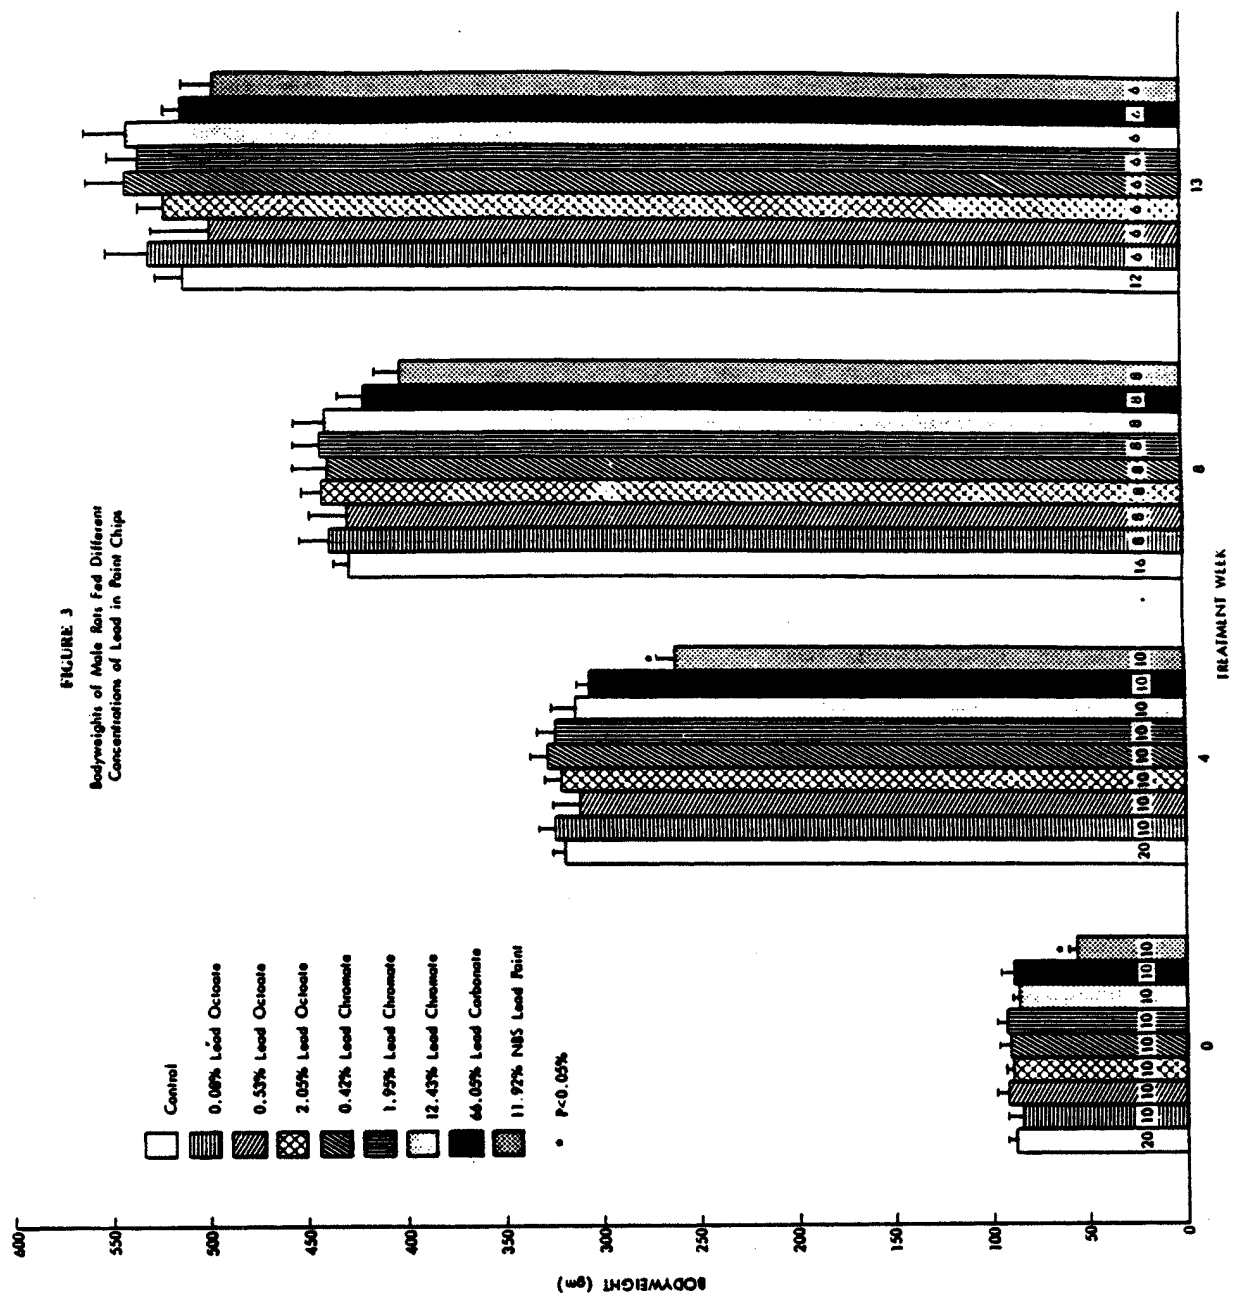 FIGURE 3
Bodyweights of Male Rats Fed Different
Concentrations of Lead in Paint Chips
Control
0.08% Lead Octoate
0.53% Lead Octoate
2.05% Lead Octoate
0.42% Lead Chromate
1.95% Lead Chromate
12.43% Lead Chromate
66.05% Lead Carbonate
11.92% NBS Lead Paint
* P<0.05%
BODYWEIGHT (gm)
600
550
500
450
400
350
300
250
200
150
100
50
0
20 10 10 10 10 10 10 10 10
20 10 10 10 10 10 10 10 10
16 8 8 8 8 8 8 8 8
12 6 6 6 6 6 6 6
0 4 8 13
TREATMENT WEEK